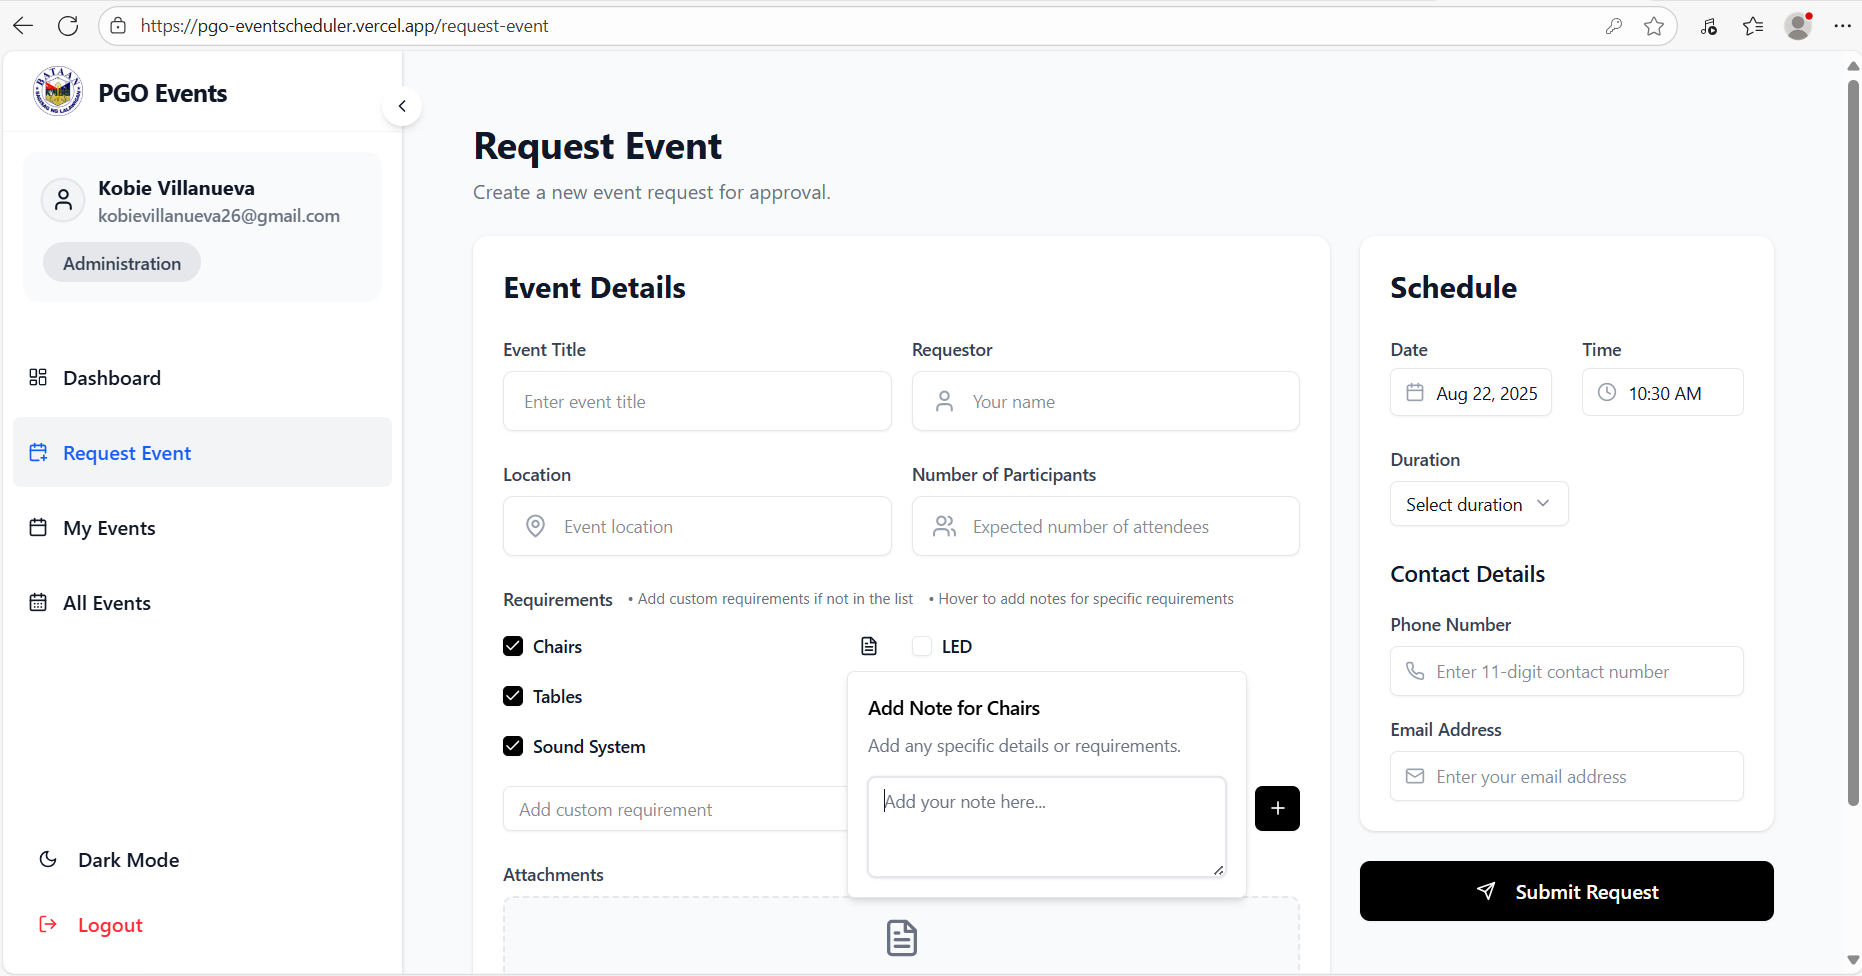 https://pgo-eventscheduler.vercel.app/request-event
PGO Events
Kobie Villanueva
kobievillanueva26@gmail.com
Administration
Dashboard
Request Event
My Events
All Events
Dark Mode
Logout
Request Event
Create a new event request for approval.
Event Details
Event Title
Requestor
Enter event title
Your name
Location
Number of Participants
Event location
Expected number of attendees
Requirements • Add custom requirements if not in the list • Hover to add notes for specific requirements
Chairs
LED
Tables
Sound System
Add custom requirement
Add Note for Chairs
Add any specific details or requirements.
Add your note here...
Attachments
Schedule
Date
Time
Aug 22, 2025
10:30 AM
Duration
Select duration
Contact Details
Phone Number
Enter 11-digit contact number
Email Address
Enter your email address
Submit Request